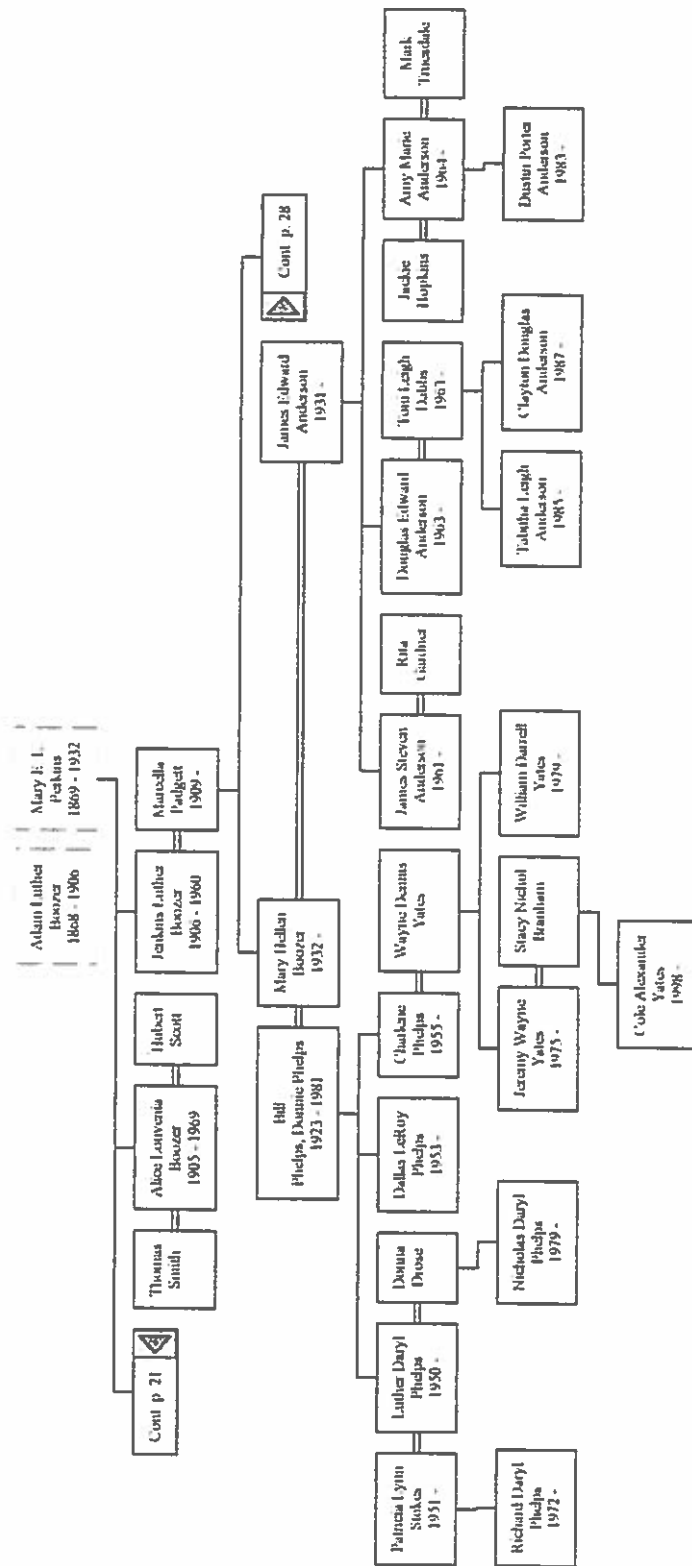 Adam Luther
Boozer
1868 - 1906
Mary E. L.
Perkins
1869 - 1932
Cont p. 21
Thomas
Smith
Alice Louvenia
Boozer
1905 - 1969
Hubert
Scott
Jenkins Luther
Boozer
1906 - 1960
Marcella
Padgett
1909 -
Bill
Phelps, Donnie Phelps
1923 - 1981
Mary Hellen
Boozer
1932 -
James Edward
Anderson
1931 -
Cont p. 28
Patricia Lynn
Stokes
1951 -
Luther Daryl
Phelps
1950 -
Donna
Drose
Dallas LeRoy
Phelps
1953 -
Charlene
Phelps
1955 -
Wayne Dennis
Yates
James Steven
Anderson
1961 -
Rita
Gardner
Douglas Edward
Anderson
1963 -
Toni Leigh
Dabbs
Amy Marie
Anderson
1964 -
Jackie
Hopkins
Mark
Truesdale
Richard Daryl
Phelps
1972 -
Nicholas Daryl
Phelps
1979 -
Jeremy Wayne
Yates
1975 -
Stacy Nichol
Branham
William Darrell
Yates
1979 -
Tabitha Leigh
Anderson
1985 -
Clayton Douglas
Anderson
1987 -
Dustin Porter
Anderson
1983 -
Cole Alexander
Yates
1998 -